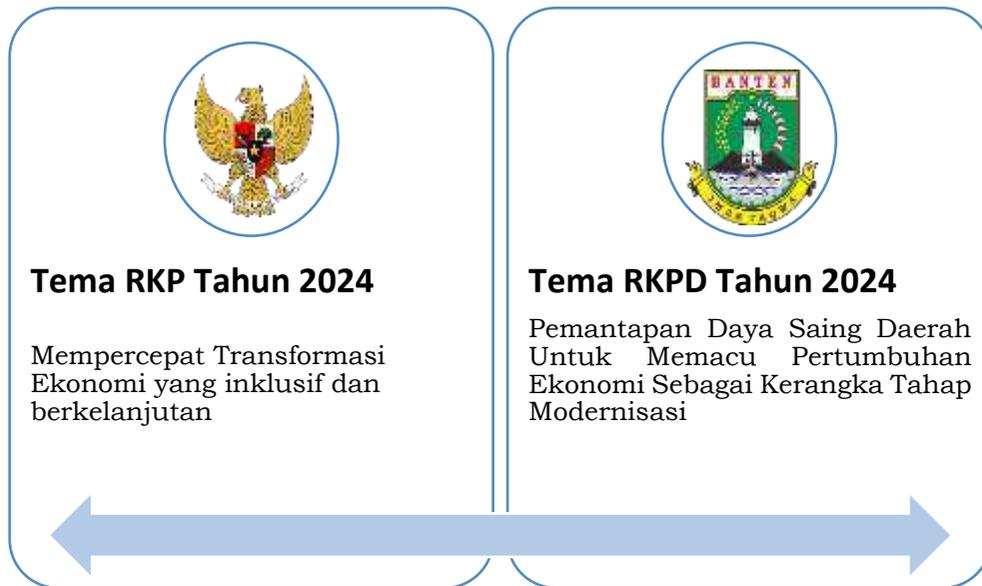 Tema RKP Tahun 2024
Mempercepat Transformasi
Ekonomi yang inklusif dan
berkelanjutan
BANTEN
Tema RKPD Tahun 2024
Pemantapan Daya Saing Daerah
Untuk Memacu Pertumbuhan
Ekonomi Sebagai Kerangka Tahap
Modernisasi